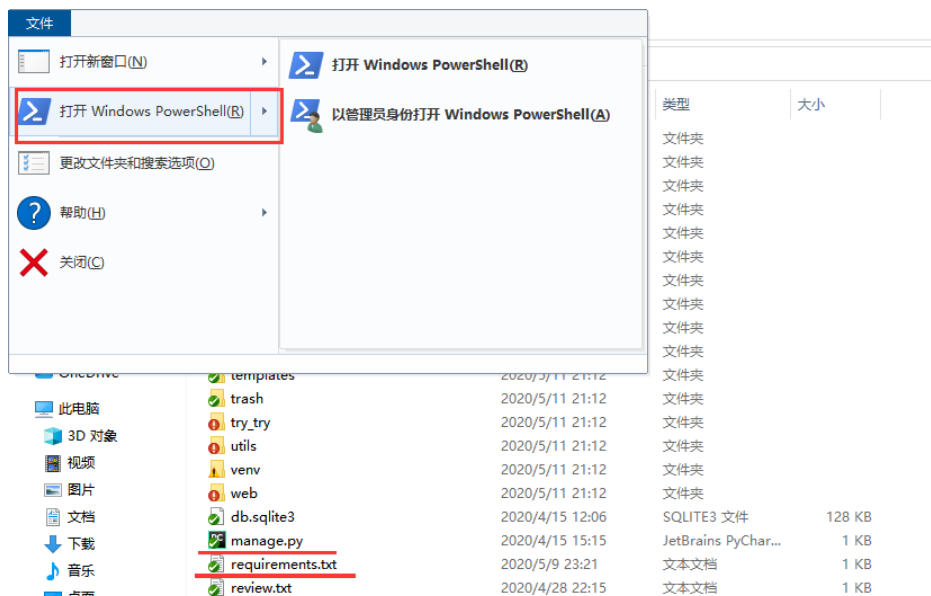 文件
打开新窗口(N)
打开 Windows PowerShell(R)
更改文件夹和搜索选项(O)
帮助(H)
关闭(C)
打开 Windows PowerShell(R)
以管理员身份打开 Windows PowerShell(A)
类型 大小
文件夹
文件夹
文件夹
文件夹
文件夹
文件夹
文件夹
文件夹
文件夹
文件夹
OneDrive
此电脑
3D 对象
视频
图片
文档
下载
音乐
桌面
templates 2020/5/11 21:12 文件夹
trash 2020/5/11 21:12 文件夹
try_try 2020/5/11 21:12 文件夹
utils 2020/5/11 21:12 文件夹
venv 2020/5/11 21:12 文件夹
web 2020/5/11 21:12 文件夹
db.sqlite3 2020/4/15 12:06 SQLITE3 文件 128 KB
manage.py 2020/4/15 15:15 JetBrains PyChar... 1 KB
requirements.txt 2020/5/9 23:21 文本文档 1 KB
review.txt 2020/4/28 22:15 文本文档 1 KB